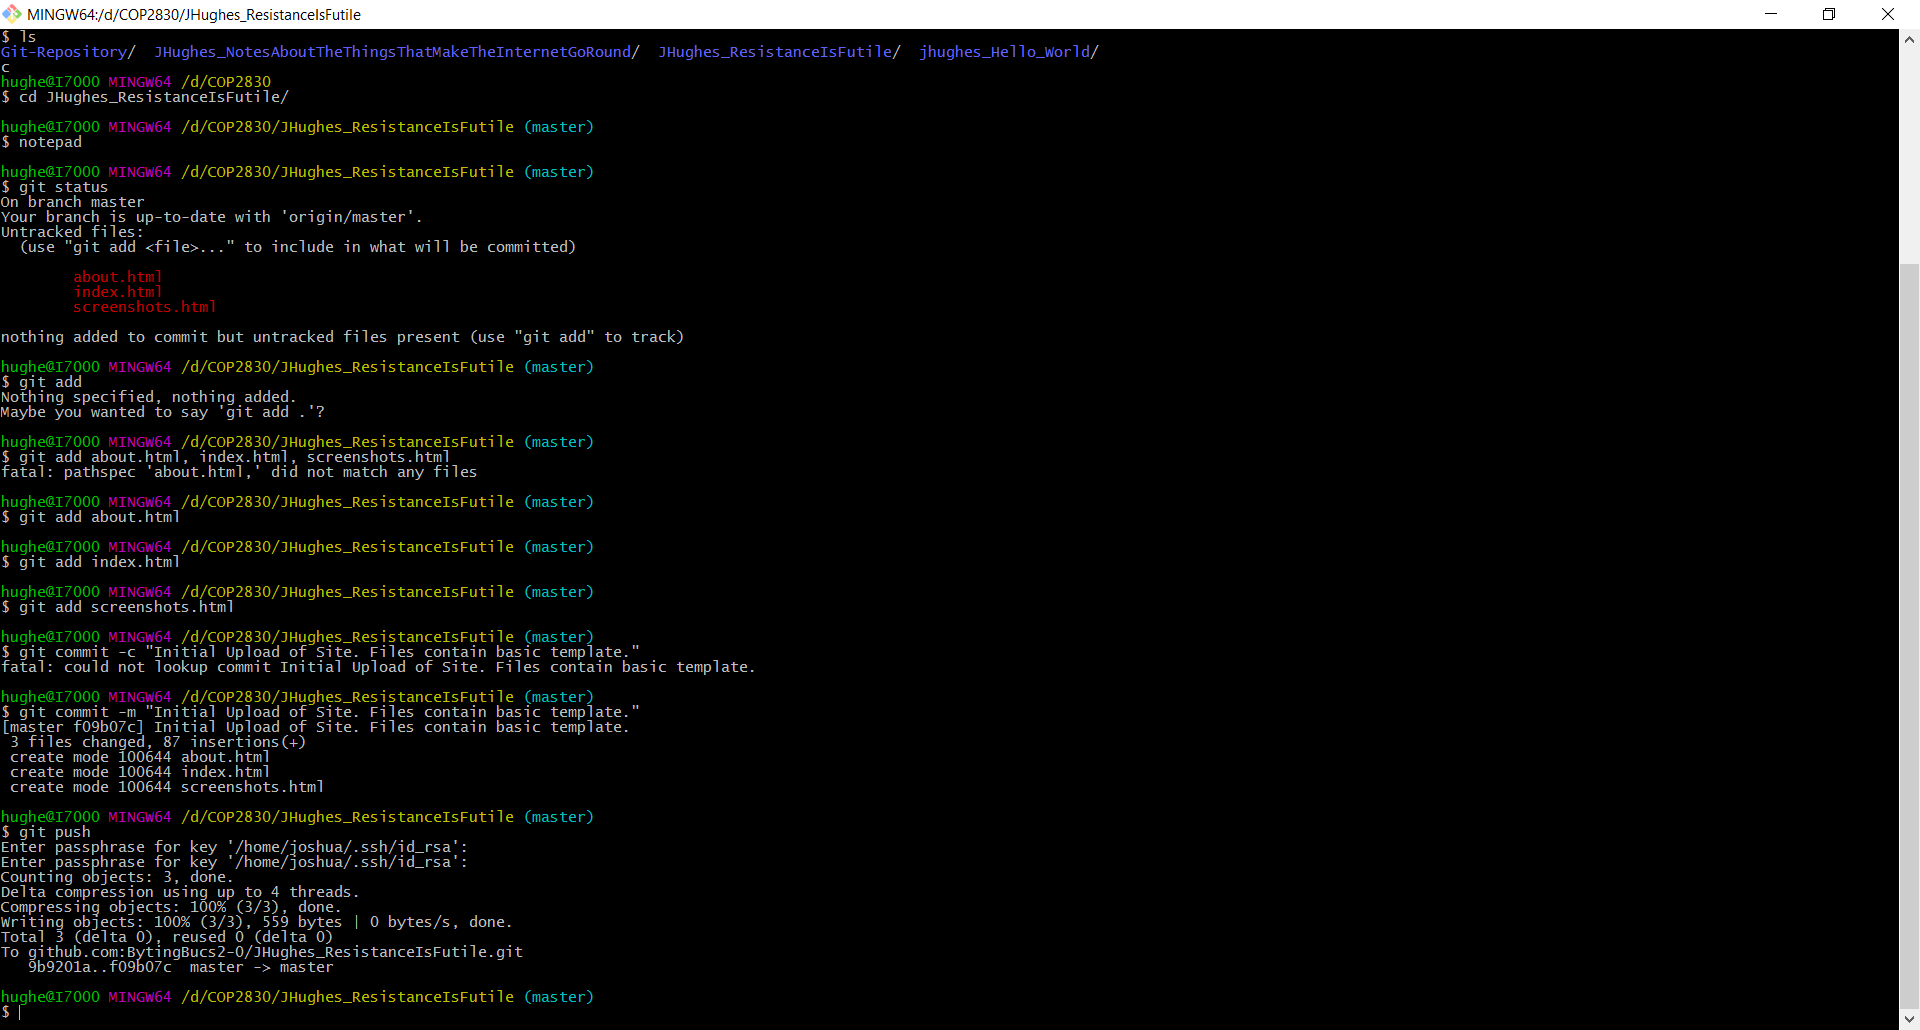 MINGW64:/d/COP2830/JHughes_ResistanceIsFutile
$ ls
Git-Repository/  JHughes_NotesAboutTheThingsThatMakeTheInternetGoRound/  JHughes_ResistanceIsFutile/  jhughes_Hello_World/
c
hughe@I7000 MINGW64 /d/COP2830
$ cd JHughes_ResistanceIsFutile/

hughe@I7000 MINGW64 /d/COP2830/JHughes_ResistanceIsFutile (master)
$ notepad

hughe@I7000 MINGW64 /d/COP2830/JHughes_ResistanceIsFutile (master)
$ git status
On branch master
Your branch is up-to-date with 'origin/master'.
Untracked files:
  (use "git add <file>..." to include in what will be committed)

        about.html
        index.html
        screenshots.html

nothing added to commit but untracked files present (use "git add" to track)

hughe@I7000 MINGW64 /d/COP2830/JHughes_ResistanceIsFutile (master)
$ git add
Nothing specified, nothing added.
Maybe you wanted to say 'git add .'?

hughe@I7000 MINGW64 /d/COP2830/JHughes_ResistanceIsFutile (master)
$ git add about.html, index.html, screenshots.html
fatal: pathspec 'about.html,' did not match any files

hughe@I7000 MINGW64 /d/COP2830/JHughes_ResistanceIsFutile (master)
$ git add about.html

hughe@I7000 MINGW64 /d/COP2830/JHughes_ResistanceIsFutile (master)
$ git add index.html

hughe@I7000 MINGW64 /d/COP2830/JHughes_ResistanceIsFutile (master)
$ git add screenshots.html

hughe@I7000 MINGW64 /d/COP2830/JHughes_ResistanceIsFutile (master)
$ git commit -c "Initial Upload of Site. Files contain basic template."
fatal: could not lookup commit Initial Upload of Site. Files contain basic template.

hughe@I7000 MINGW64 /d/COP2830/JHughes_ResistanceIsFutile (master)
$ git commit -m "Initial Upload of Site. Files contain basic template."
[master f09b07c] Initial Upload of Site. Files contain basic template.
 3 files changed, 87 insertions(+)
 create mode 100644 about.html
 create mode 100644 index.html
 create mode 100644 screenshots.html

hughe@I7000 MINGW64 /d/COP2830/JHughes_ResistanceIsFutile (master)
$ git push
Enter passphrase for key '/home/joshua/.ssh/id_rsa':
Enter passphrase for key '/home/joshua/.ssh/id_rsa':
Counting objects: 3, done.
Delta compression using up to 4 threads.
Compressing objects: 100% (3/3), done.
Writing objects: 100% (3/3), 559 bytes | 0 bytes/s, done.
Total 3 (delta 0), reused 0 (delta 0)
To github.com:BytingBucs2-0/JHughes_ResistanceIsFutile.git
   9b9201a..f09b07c  master -> master

hughe@I7000 MINGW64 /d/COP2830/JHughes_ResistanceIsFutile (master)
$